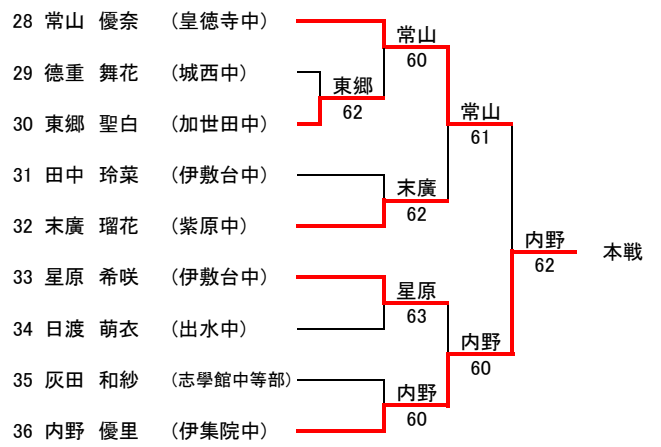 28 常山 優奈 （皇徳寺中）
常山
60
29 德重 舞花 （城西中）
東郷
62
30 東郷 聖白 （加世田中）
常山
61
31 田中 玲菜 （伊敷台中）
末廣
62
32 末廣 瑠花 （紫原中）
内野
62
本戦
33 星原 希咲 （伊敷台中）
星原
63
34 日渡 萌衣 （出水中）
内野
60
35 灰田 和紗 （志學館中等部）
内野
60
36 内野 優里 （伊集院中）